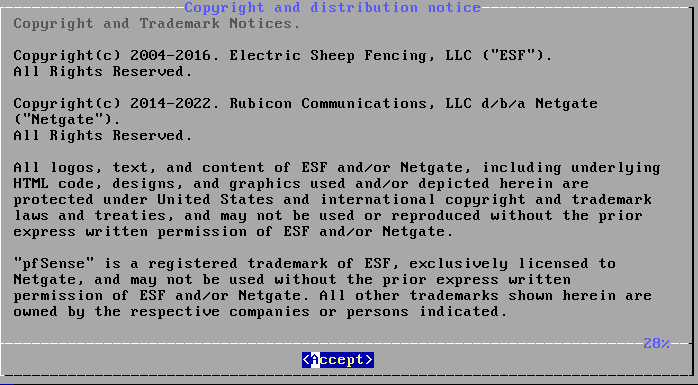 Copyright and distribution notice
Copyright and Trademark Notices.
Copyright(c) 2004-2016. Electric Sheep Fencing, LLC ("ESF").
All Rights Reserved.
Copyright(c) 2014-2022. Rubicon Communications, LLC d/b/a Netgate
("Netgate").
All Rights Reserved.
All logos, text, and content of ESF and/or Netgate, including underlying
HTML code, designs, and graphics used and/or depicted herein are
protected under United States and international copyright and trademark
laws and treaties, and may not be used or reproduced without the prior
express written permission of ESF and/or Netgate.
"pfSense" is a registered trademark of ESF, exclusively licensed to
Netgate, and may not be used without the prior express written
permission of ESF and/or Netgate. All other trademarks shown herein are
owned by the respective companies or persons indicated.
28%
<Accept>